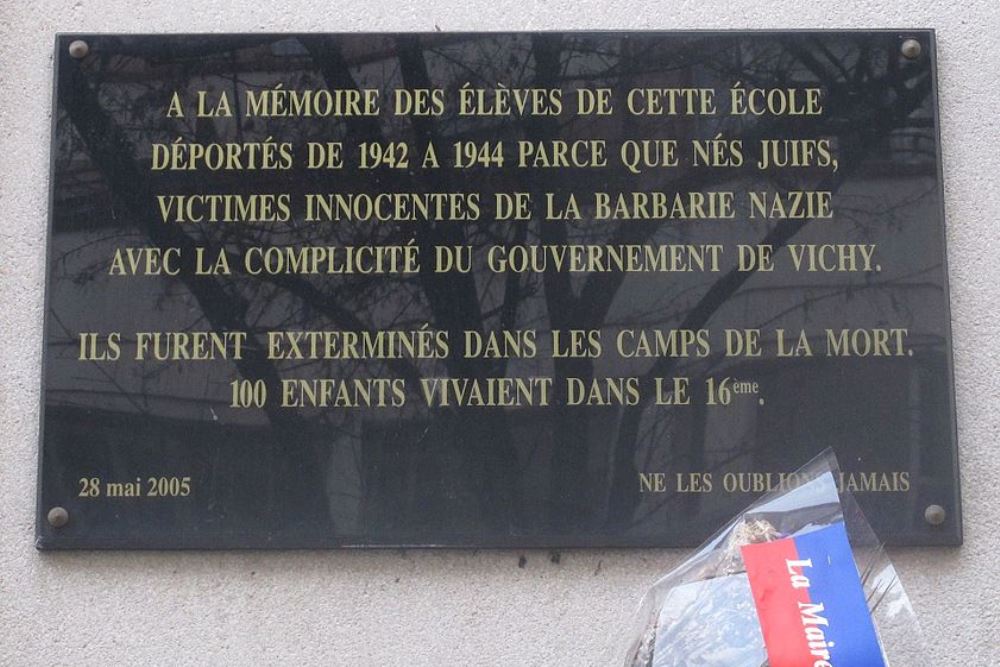 A LA MÉMOIRE DES ÉLÈVES DE CETTE ÉCOLE
DÉPORTÉS DE 1942 A 1944 PARCE QUE NÉS JUIFS,
VICTIMES INNOCENTES DE LA BARBARIE NAZIE
AVEC LA COMPLICITÉ DU GOUVERNEMENT DE VICHY.
ILS FURENT EXTERMINÉS DANS LES CAMPS DE LA MORT.
100 ENFANTS VIVAIENT DANS LE 16ème.
28 mai 2005
NE LES OUBLIONS JAMAIS
La Maire